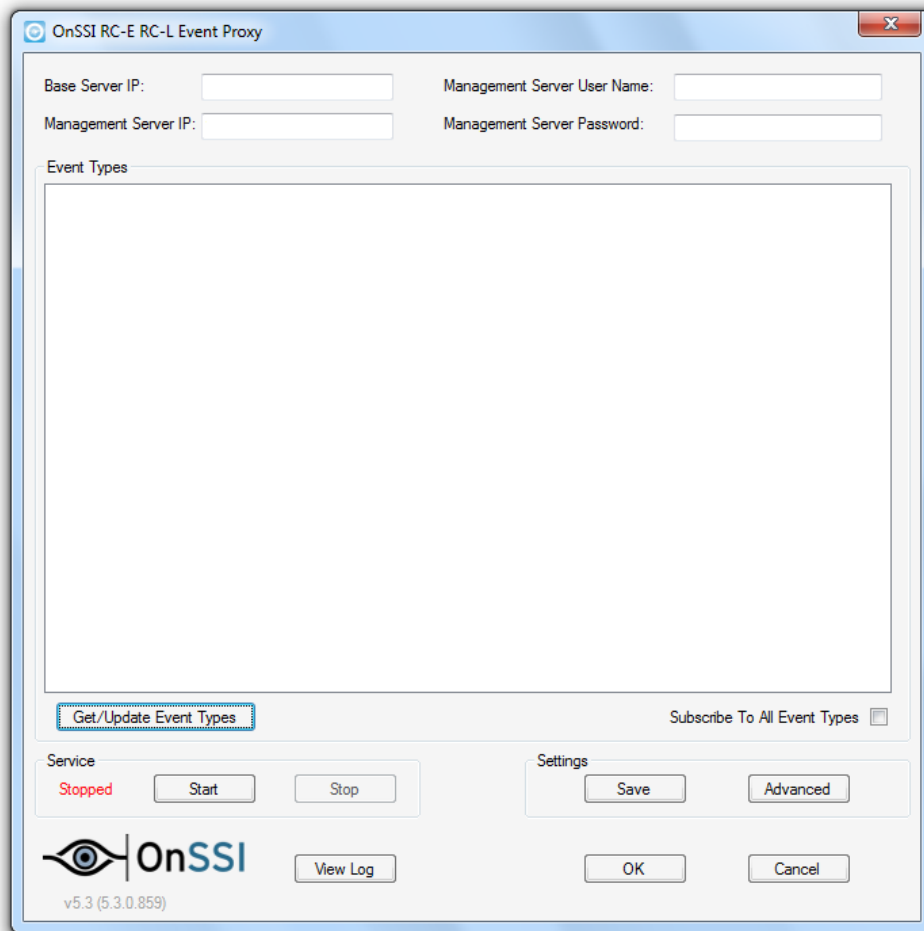 OnSSI RC-E RC-L Event Proxy
Base Server IP:
Management Server User Name:
Management Server IP:
Management Server Password:
Event Types
Get/Update Event Types
Subscribe To All Event Types
Service
Settings
Stopped
Start
Stop
Save
Advanced
OnSSI
View Log
OK
Cancel
v5.3 (5.3.0.859)